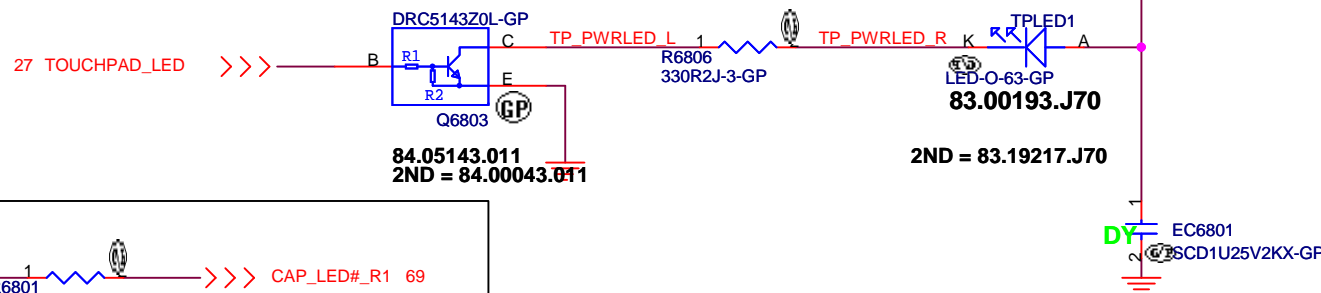 DRC5143Z0L-GP
TPLED1
27 TOUCHPAD_LED
B
R1
R2
C
E
TP_PWRLED_L
1
R6806
330R2J-3-GP
TP_PWRLED_R
K
A
LED-O-63-GP
83.00193.J70
GP
Q6803
84.05143.011
2ND = 84.00043.011
2ND = 83.19217.J70
1
DY
EC6801
2
SCD1U25V2KX-GP
1
6801
CAP_LED#_R1 69